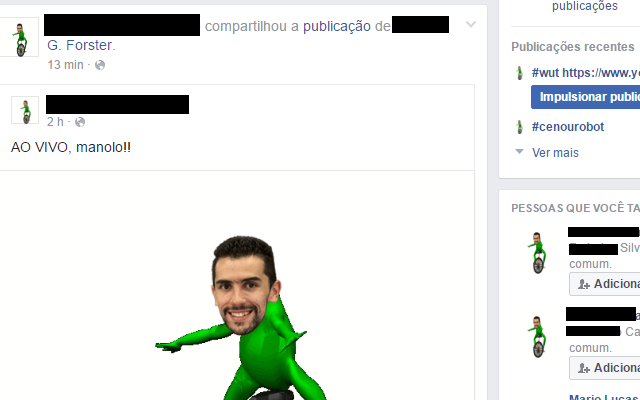 compartilhou a publicação de
G. Forster.
13 min
2 h
AO VIVO, manolo!!
publicações
Publicações recentes
#wut https://www.y
Impulsionar public
#cenourobot
Ver mais
PESSOAS QUE VOCÊ TA
Silv
comum.
Adiciona
Ca
comum.
Adiciona
Mario Lucas